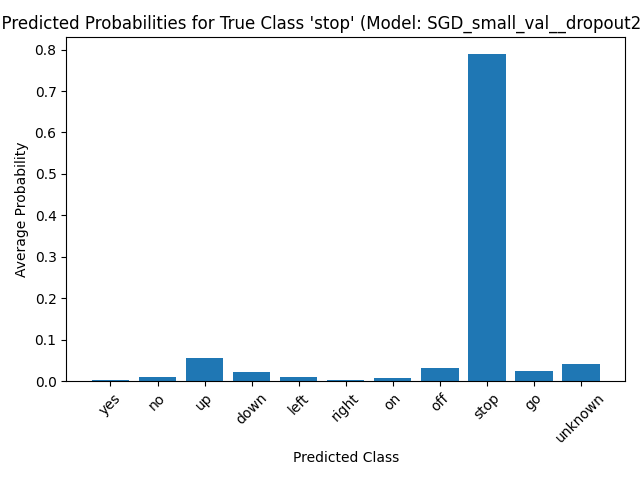 Predicted Probabilities for True Class 'stop' (Model: SGD_small_val__dropout2
0.8
0.7
0.6
0.5
0.4
0.3
0.2
0.1
0.0
Average Probability
yes
no
up
down
left
right
on
off
stop
go
unknown
Predicted Class